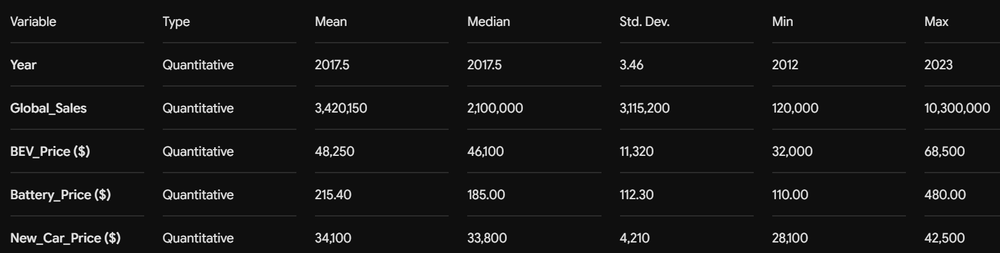 Variable Type Mean Median Std. Dev. Min Max
Year Quantitative 2017.5 2017.5 3.46 2012 2023
Global_Sales Quantitative 3,420,150 2,100,000 3,115,200 120,000 10,300,000
BEV_Price ($) Quantitative 48,250 46,100 11,320 32,000 68,500
Battery_Price ($) Quantitative 215.40 185.00 112.30 110.00 480.00
New_Car_Price ($) Quantitative 34,100 33,800 4,210 28,100 42,500